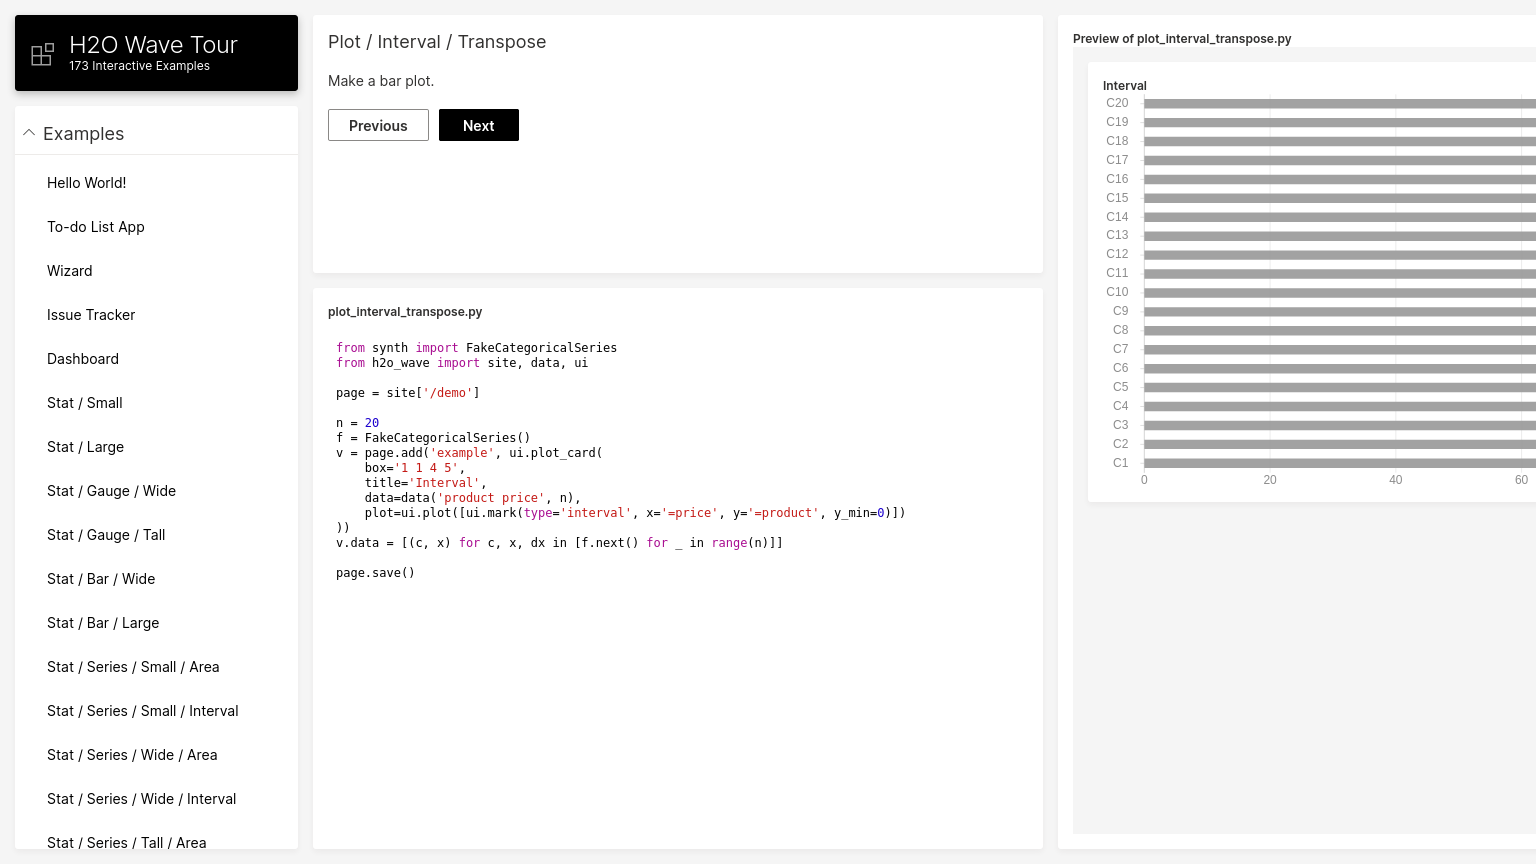 H2O Wave Tour
173 Interactive Examples
Examples
Hello World!
To-do List App
Wizard
Issue Tracker
Dashboard
Stat / Small
Stat / Large
Stat / Gauge / Wide
Stat / Gauge / Tall
Stat / Bar / Wide
Stat / Bar / Large
Stat / Series / Small / Area
Stat / Series / Small / Interval
Stat / Series / Wide / Area
Stat / Series / Wide / Interval
Stat / Series / Tall / Area
Plot / Interval / Transpose
Make a bar plot.
Previous
Next
plot_interval_transpose.py
from synth import FakeCategoricalSeries
from h2o_wave import site, data, ui
page = site['/demo']
n = 20
f = FakeCategoricalSeries()
v = page.add('example', ui.plot_card(
    box='1 1 4 5',
    title='Interval',
    data=data('product price', n),
    plot=ui.plot([ui.mark(type='interval', x='=price', y='=product', y_min=0)])
))
v.data = [(c, x) for c, x, dx in [f.next() for _ in range(n)]]
page.save()
Preview of plot_interval_transpose.py
Interval
C20
C19
C18
C17
C16
C15
C14
C13
C12
C11
C10
C9
C8
C7
C6
C5
C4
C3
C2
C1
0 20 40 60